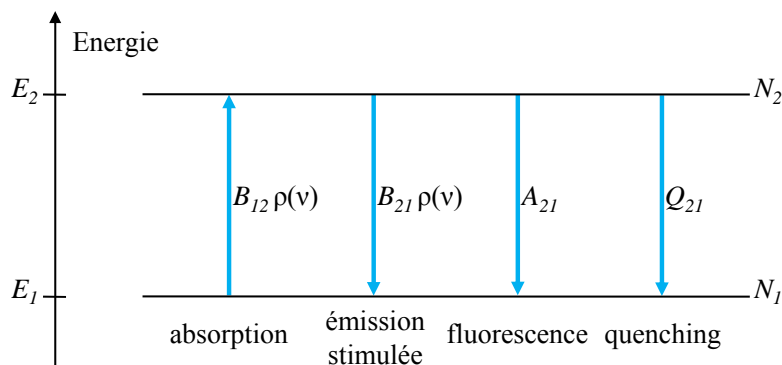 Energie
E₂
N₂
B₁₂ ρ(ν)
B₂₁ ρ(ν)
A₂₁
Q₂₁
E₁
N₁
absorption
émission
stimulée
fluorescence
quenching